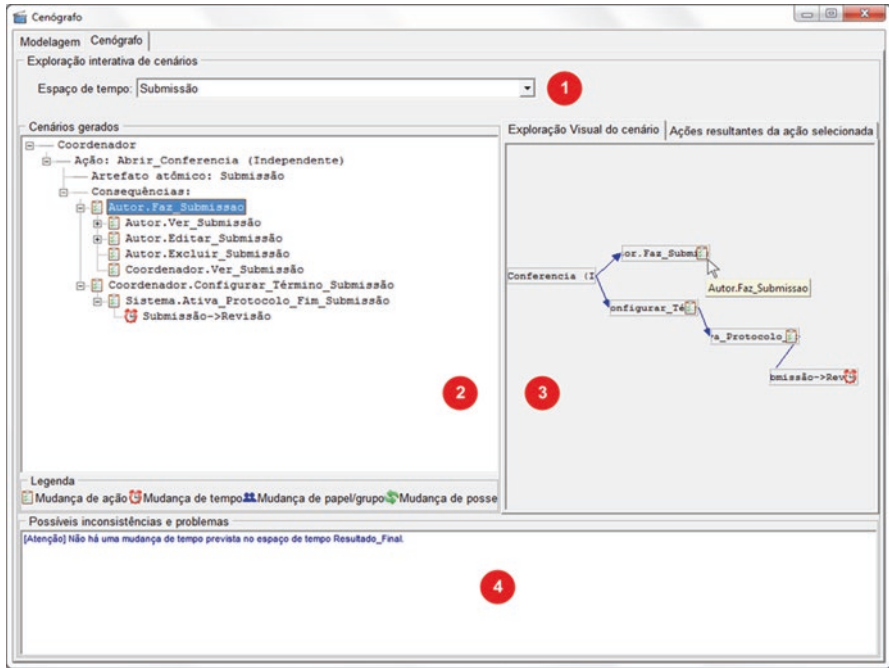 Cenógrafo
Modelagem Cenógrafo
Exploração interativa de cenários
Espaço de tempo: Submissão
1
Cenários gerados
Coordenador
Ação: Abrir_Conferencia (Independente)
Artefato atômico: Submissão
Consequências:
Autor.Faz_Submissao
Autor.Ver_Submissão
Autor.Editar_Submissão
Autor.Excluir_Submissão
Coordenador.Ver_Submissão
Coordenador.Configurar_Término_Submissão
Sistema.Ativa_Protocolo_Fim_Submissão
Submissão->Revisão
2
Legenda
Mudança de ação Mudança de tempo Mudança de papel/grupo Mudança de posse
Exploração Visual do cenário Ações resultantes da ação selecionada
or.Faz_Submi
Conferencia (I
Autor.Faz_Submissao
onfigurar_Té
a_Protocolo_
bmissão->Rev
3
Possíveis inconsistências e problemas
[Atenção] Não há uma mudança de tempo prevista no espaço de tempo Resultado_Final.
4